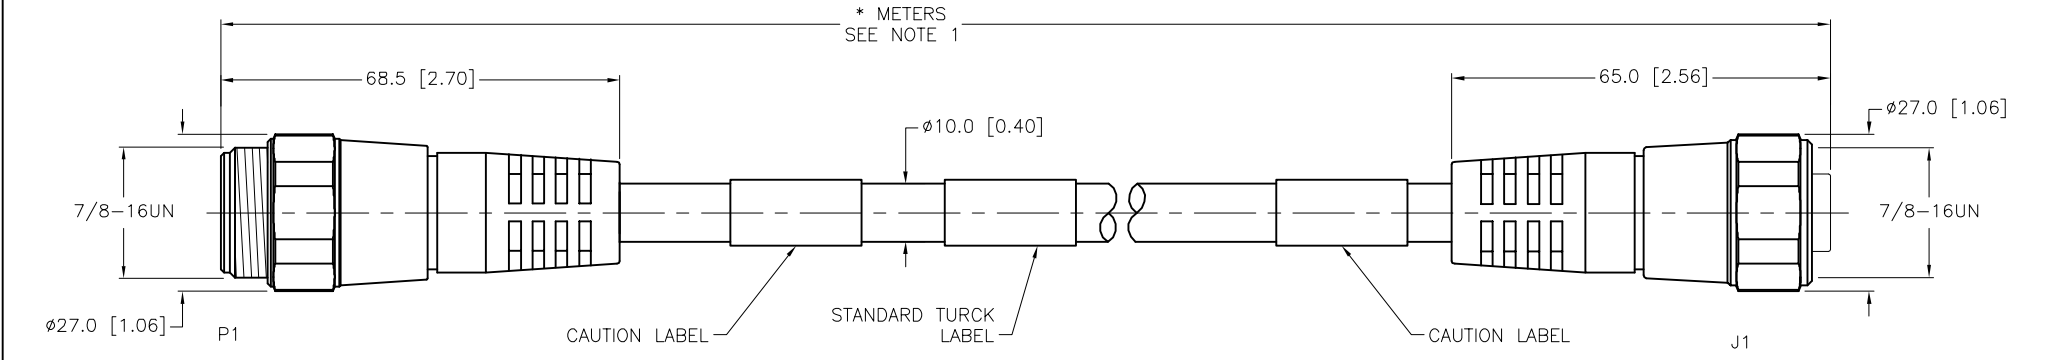 * METERS
SEE NOTE 1
68.5 [2.70]
65.0 [2.56]
ø27.0 [1.06]
ø10.0 [0.40]
7/8-16UN
7/8-16UN
ø27.0 [1.06]
P1
CAUTION LABEL
STANDARD TURCK
LABEL
CAUTION LABEL
J1